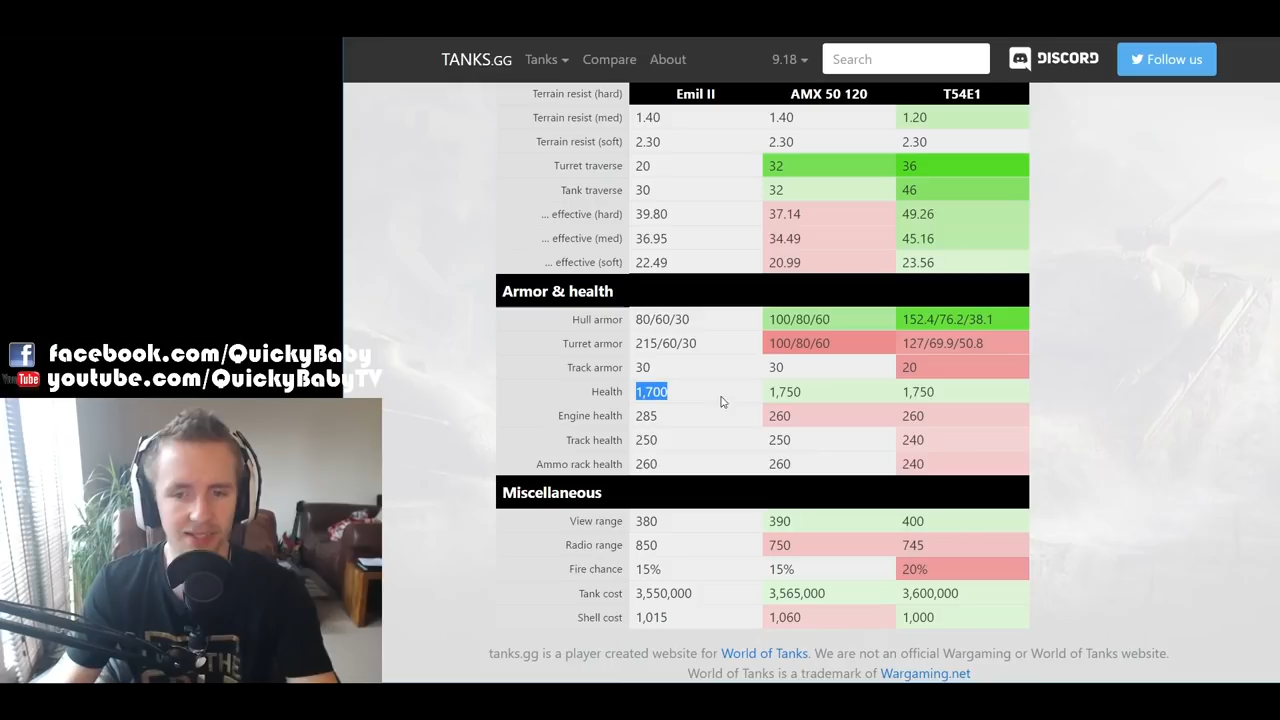 TANKS.GG Tanks Compare About 9.18 Search DISCORD Follow us
Terrain resist (hard) Emil II AMX 50 120 T54E1
Terrain resist (med) 1.40 1.40 1.20
Terrain resist (soft) 2.30 2.30 2.30
Turret traverse 20 32 36
Tank traverse 30 32 46
... effective (hard) 39.80 37.14 49.26
... effective (med) 36.95 34.49 45.16
... effective (soft) 22.49 20.99 23.56
Armor & health
Hull armor 80/60/30 100/80/60 152.4/76.2/38.1
Turret armor 215/60/30 100/80/60 127/69.9/50.8
Track armor 30 30 20
Health 1,700 1,750 1,750
Engine health 285 260 260
Track health 250 250 240
Ammo rack health 260 260 240
Miscellaneous
View range 380 390 400
Radio range 850 750 745
Fire chance 15% 15% 20%
Tank cost 3,550,000 3,565,000 3,600,000
Shell cost 1,015 1,060 1,000
tanks.gg is a player created website for World of Tanks. We are not an official Wargaming or World of Tanks website.
World of Tanks is a trademark of Wargaming.net
facebook.com/QuickyBaby
You Tube youtube.com/QuickyBabyTV